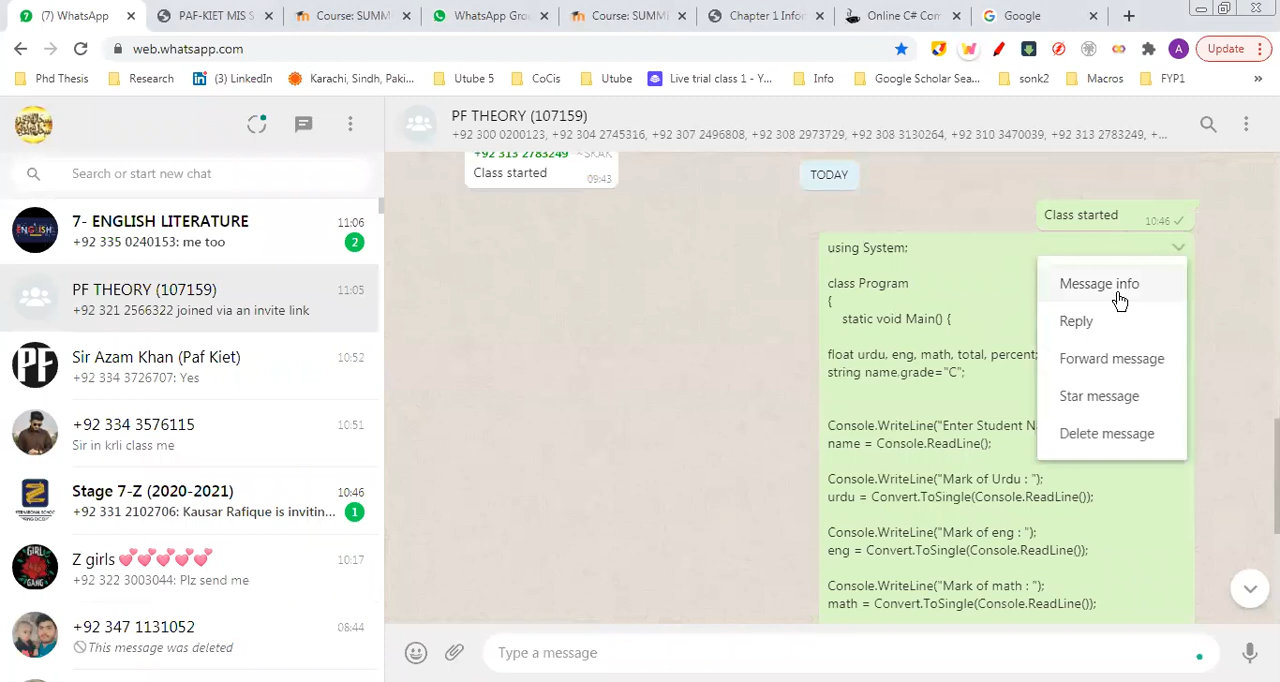 (7) WhatsApp
PAF-KIET MIS S
Course: SUMM
WhatsApp Grou
Course: SUMM
Chapter 1 Infor
Online C# Com
Google
web.whatsapp.com
A
Update
Phd Thesis
Research
(3) LinkedIn
Karachi, Sindh, Paki...
Utube 5
CoCis
Utube
Live trial class 1 - Y...
Info
Google Scholar Sea...
sonk2
Macros
FYP1
»
PF THEORY (107159)
+92 300 0200123, +92 304 2745316, +92 307 2496808, +92 308 2973729, +92 308 3130264, +92 310 3470039, +92 313 2783249, +...
Search or start new chat
7- ENGLISH LITERATURE
11:06
+92 335 0240153: me too
2
PF THEORY (107159)
11:03
+92 321 2566322 joined via an invite link
PF
Sir Azam Khan (Paf Kiet)
10:52
+92 334 3726707: Yes
+92 334 3576115
10:51
Sir in krli class me
Stage 7-Z (2020-2021)
10:46
+92 331 2102706: Kausar Rafique is inviting...
1
Z girls 💞💞💞💞💞
10:17
+92 322 3003044: Plz send me
+92 347 1131052
08:44
This message was deleted
+92 313 2783249 ~SKAK
Class started
09:43
TODAY
Class started
10:46
using System;
class Program
{
static void Main() {
float urdu, eng, math, total, percent;
string name,grade="C";
Console.WriteLine("Enter Student N
name = Console.ReadLine();
Console.WriteLine("Mark of Urdu : ");
urdu = Convert.ToSingle(Console.ReadLine());
Console.WriteLine("Mark of eng : ");
eng = Convert.ToSingle(Console.ReadLine());
Console.WriteLine("Mark of math : ");
math = Convert.ToSingle(Console.ReadLine());
Message info
Reply
Forward message
Star message
Delete message
Type a message